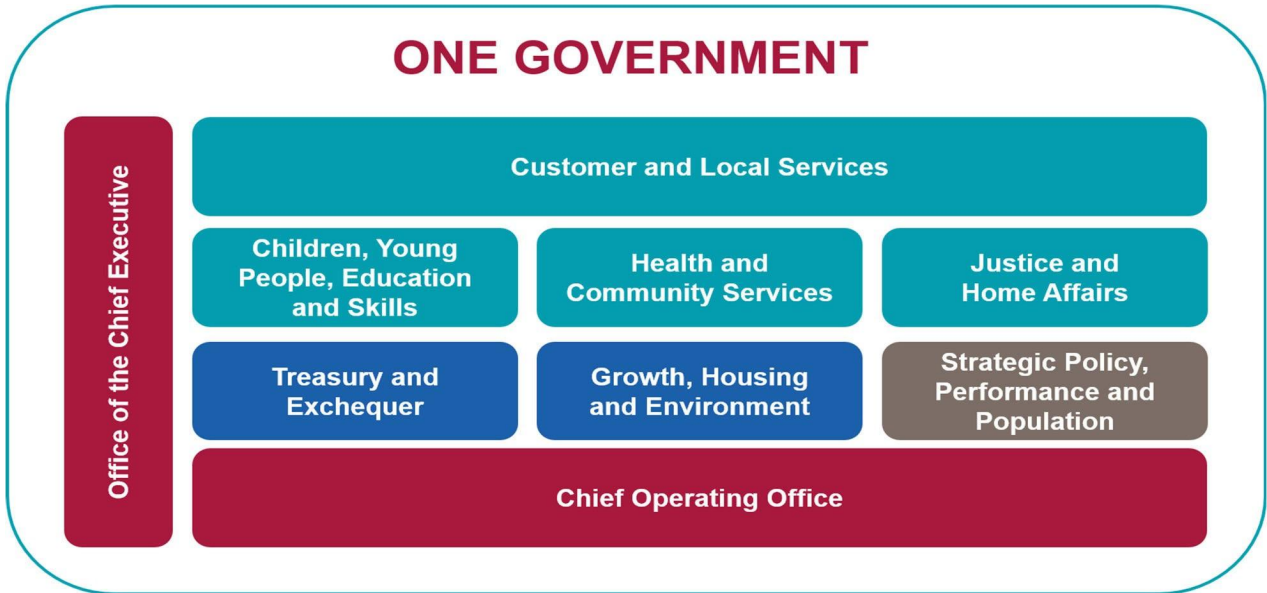 ONE GOVERNMENT
Office of the Chief Executive
Customer and Local Services
Children, Young
People, Education
and Skills
Health and
Community Services
Justice and
Home Affairs
Treasury and
Exchequer
Growth, Housing
and Environment
Strategic Policy,
Performance and
Population
Chief Operating Office